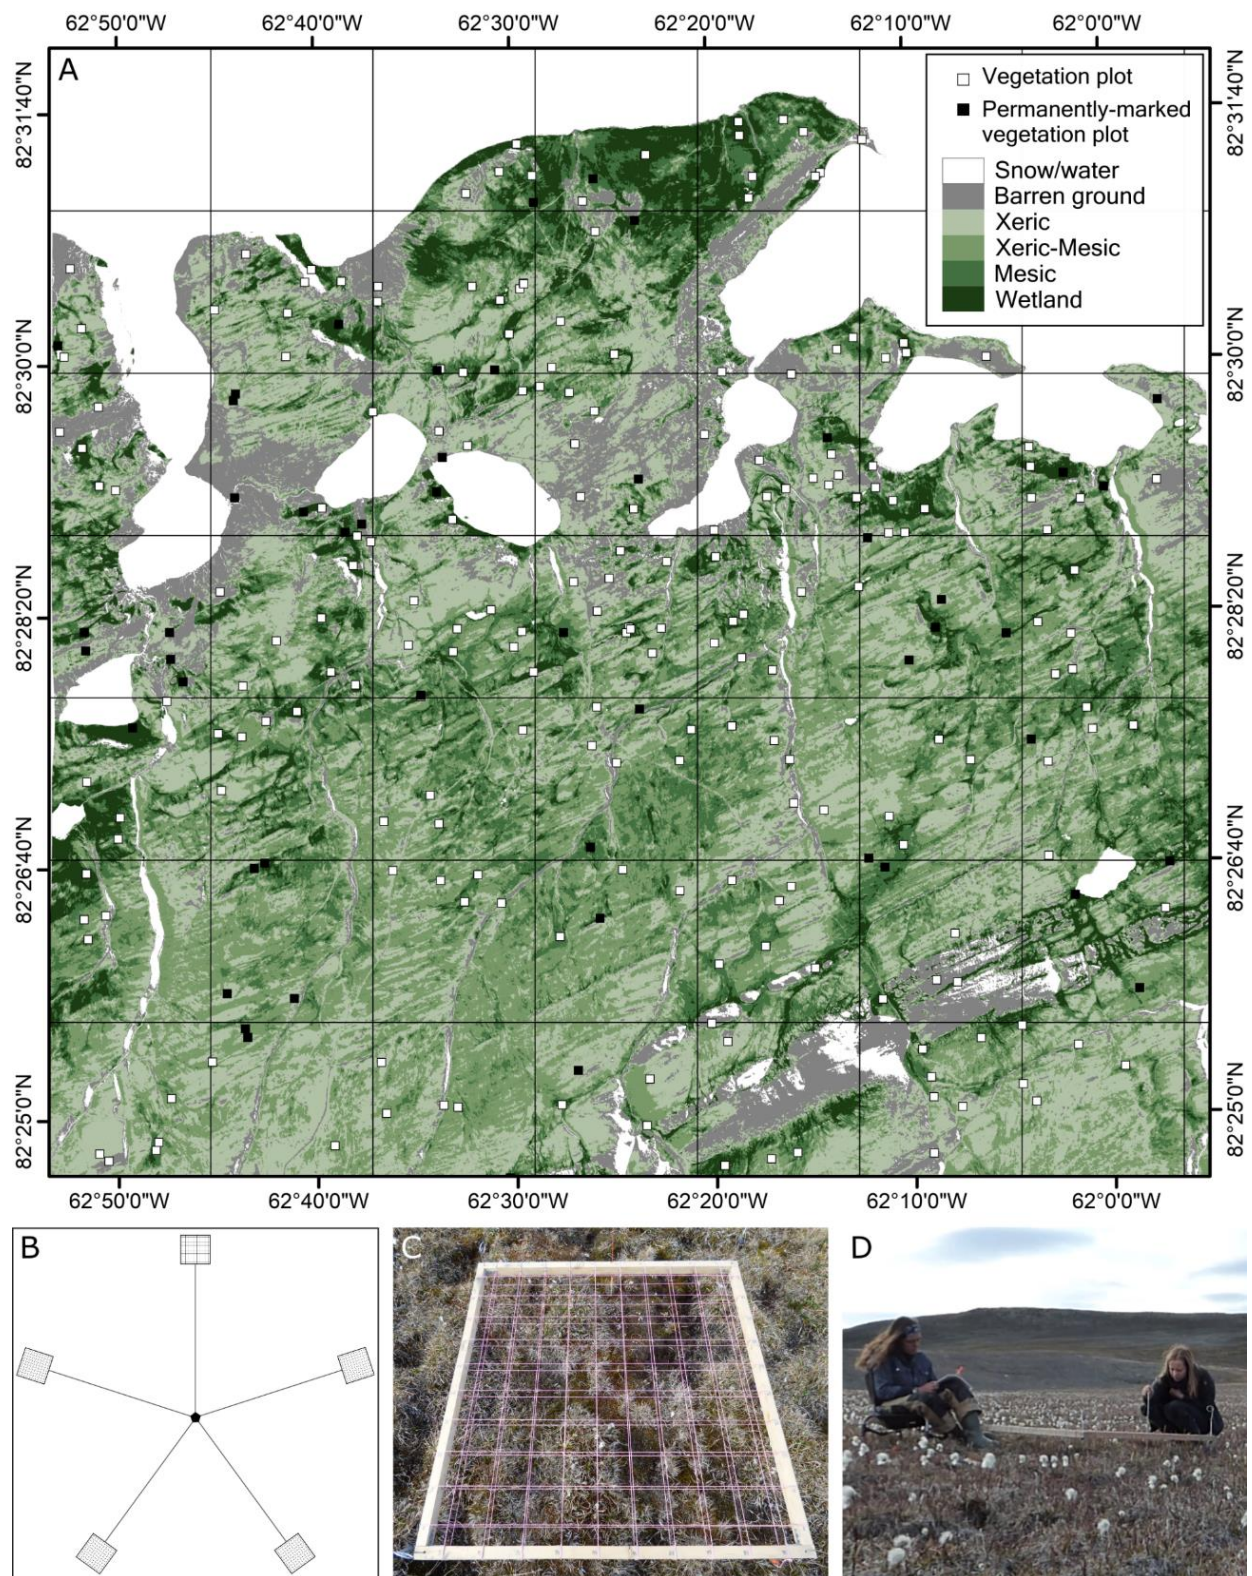 62°50'0"W 62°40'0"W 62°30'0"W 62°20'0"W 62°10'0"W 62°0'0"W
A
Vegetation plot
Permanently-marked
vegetation plot
Snow/water
Barren ground
Xeric
Xeric-Mesic
Mesic
Wetland
82°31'40"N
82°30'0"N
82°28'20"N
82°26'40"N
82°25'0"N
82°31'40"N
82°30'0"N
82°28'20"N
82°26'40"N
82°25'0"N
62°50'0"W 62°40'0"W 62°30'0"W 62°20'0"W 62°10'0"W 62°0'0"W
B
C
D